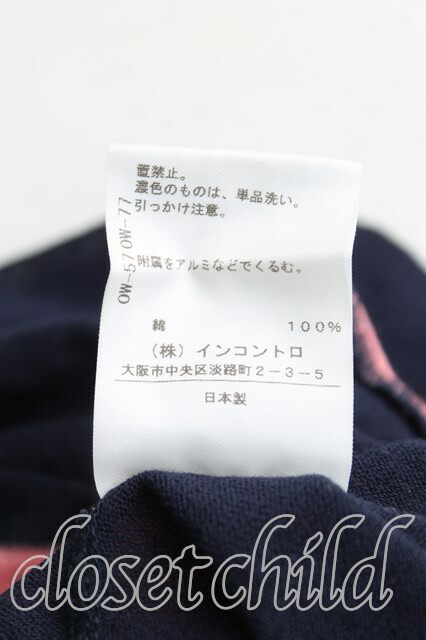 置禁止。
濃色のものは、単品洗い。
引っかけ注意。
附属をアルミなどでくるむ。
OW-57 OW-77
綿 100%
（株）インコントロ
大阪市中央区淡路町2-3-5
日本製
closetchild